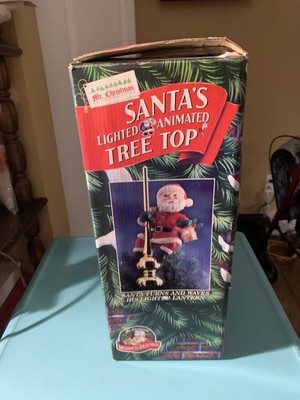 Mr. Christmas
SANTA'S
LIGHTED & ANIMATED
TREE TOP
SANTA TURNS AND WAVES
HIS LIGHTED LANTERN